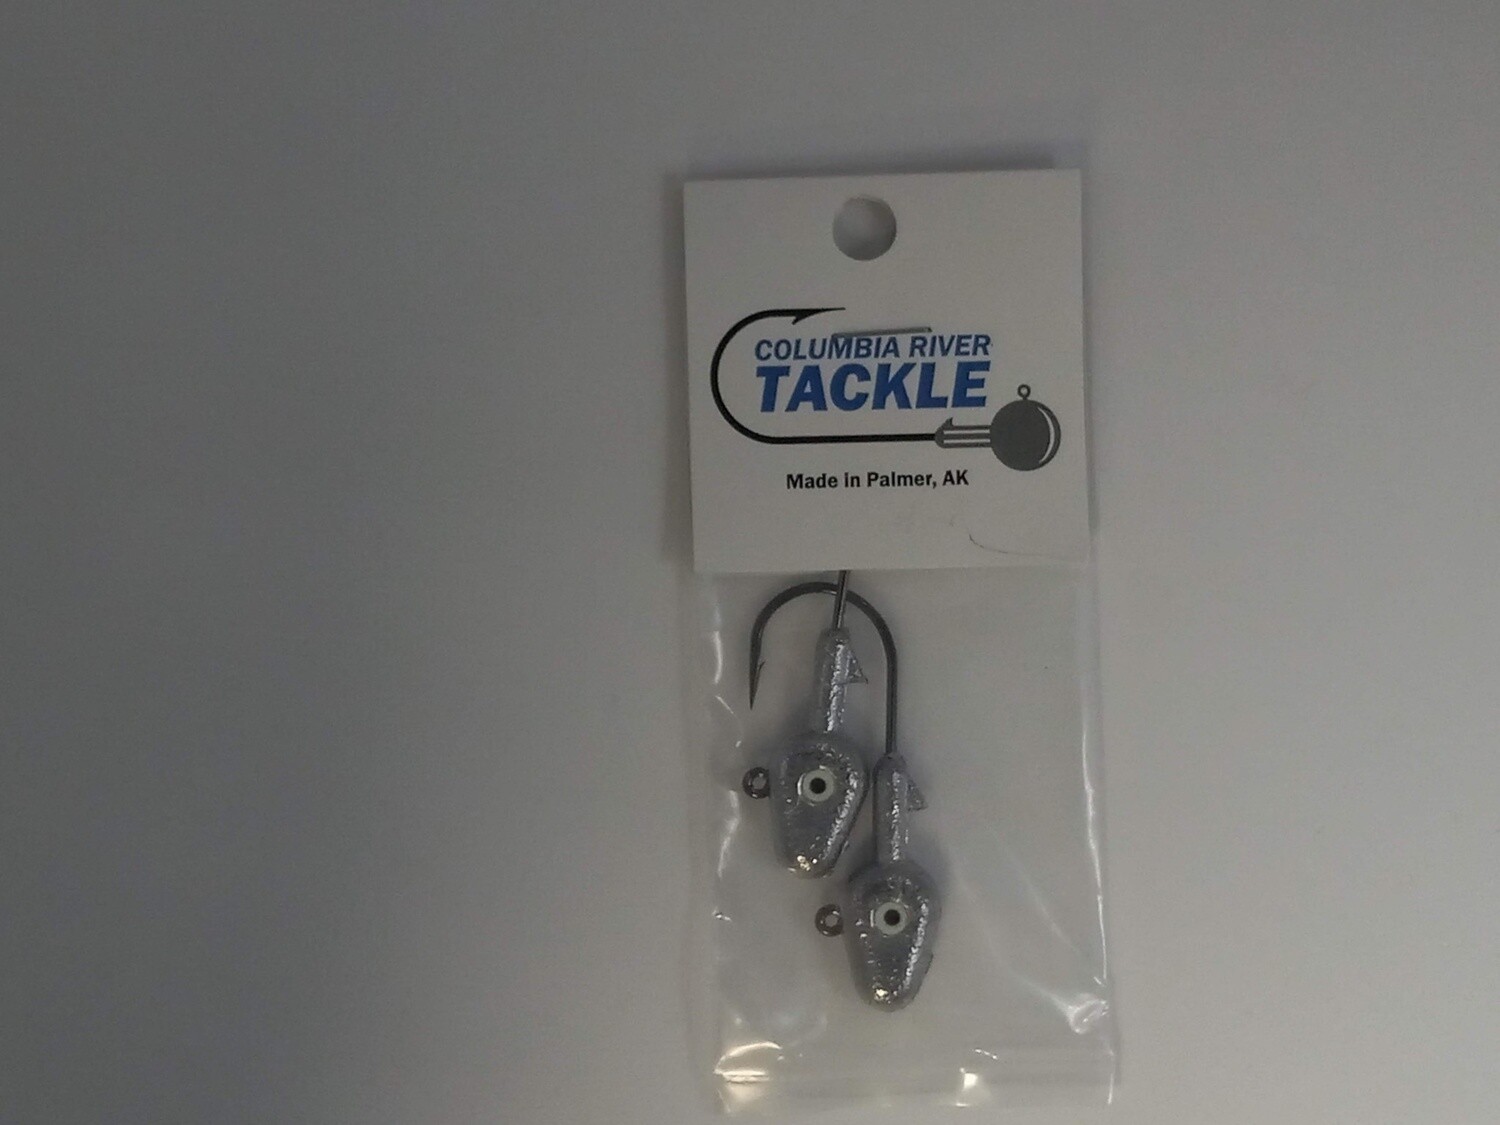 COLUMBIA RIVER
TACKLE
Made in Palmer, AK